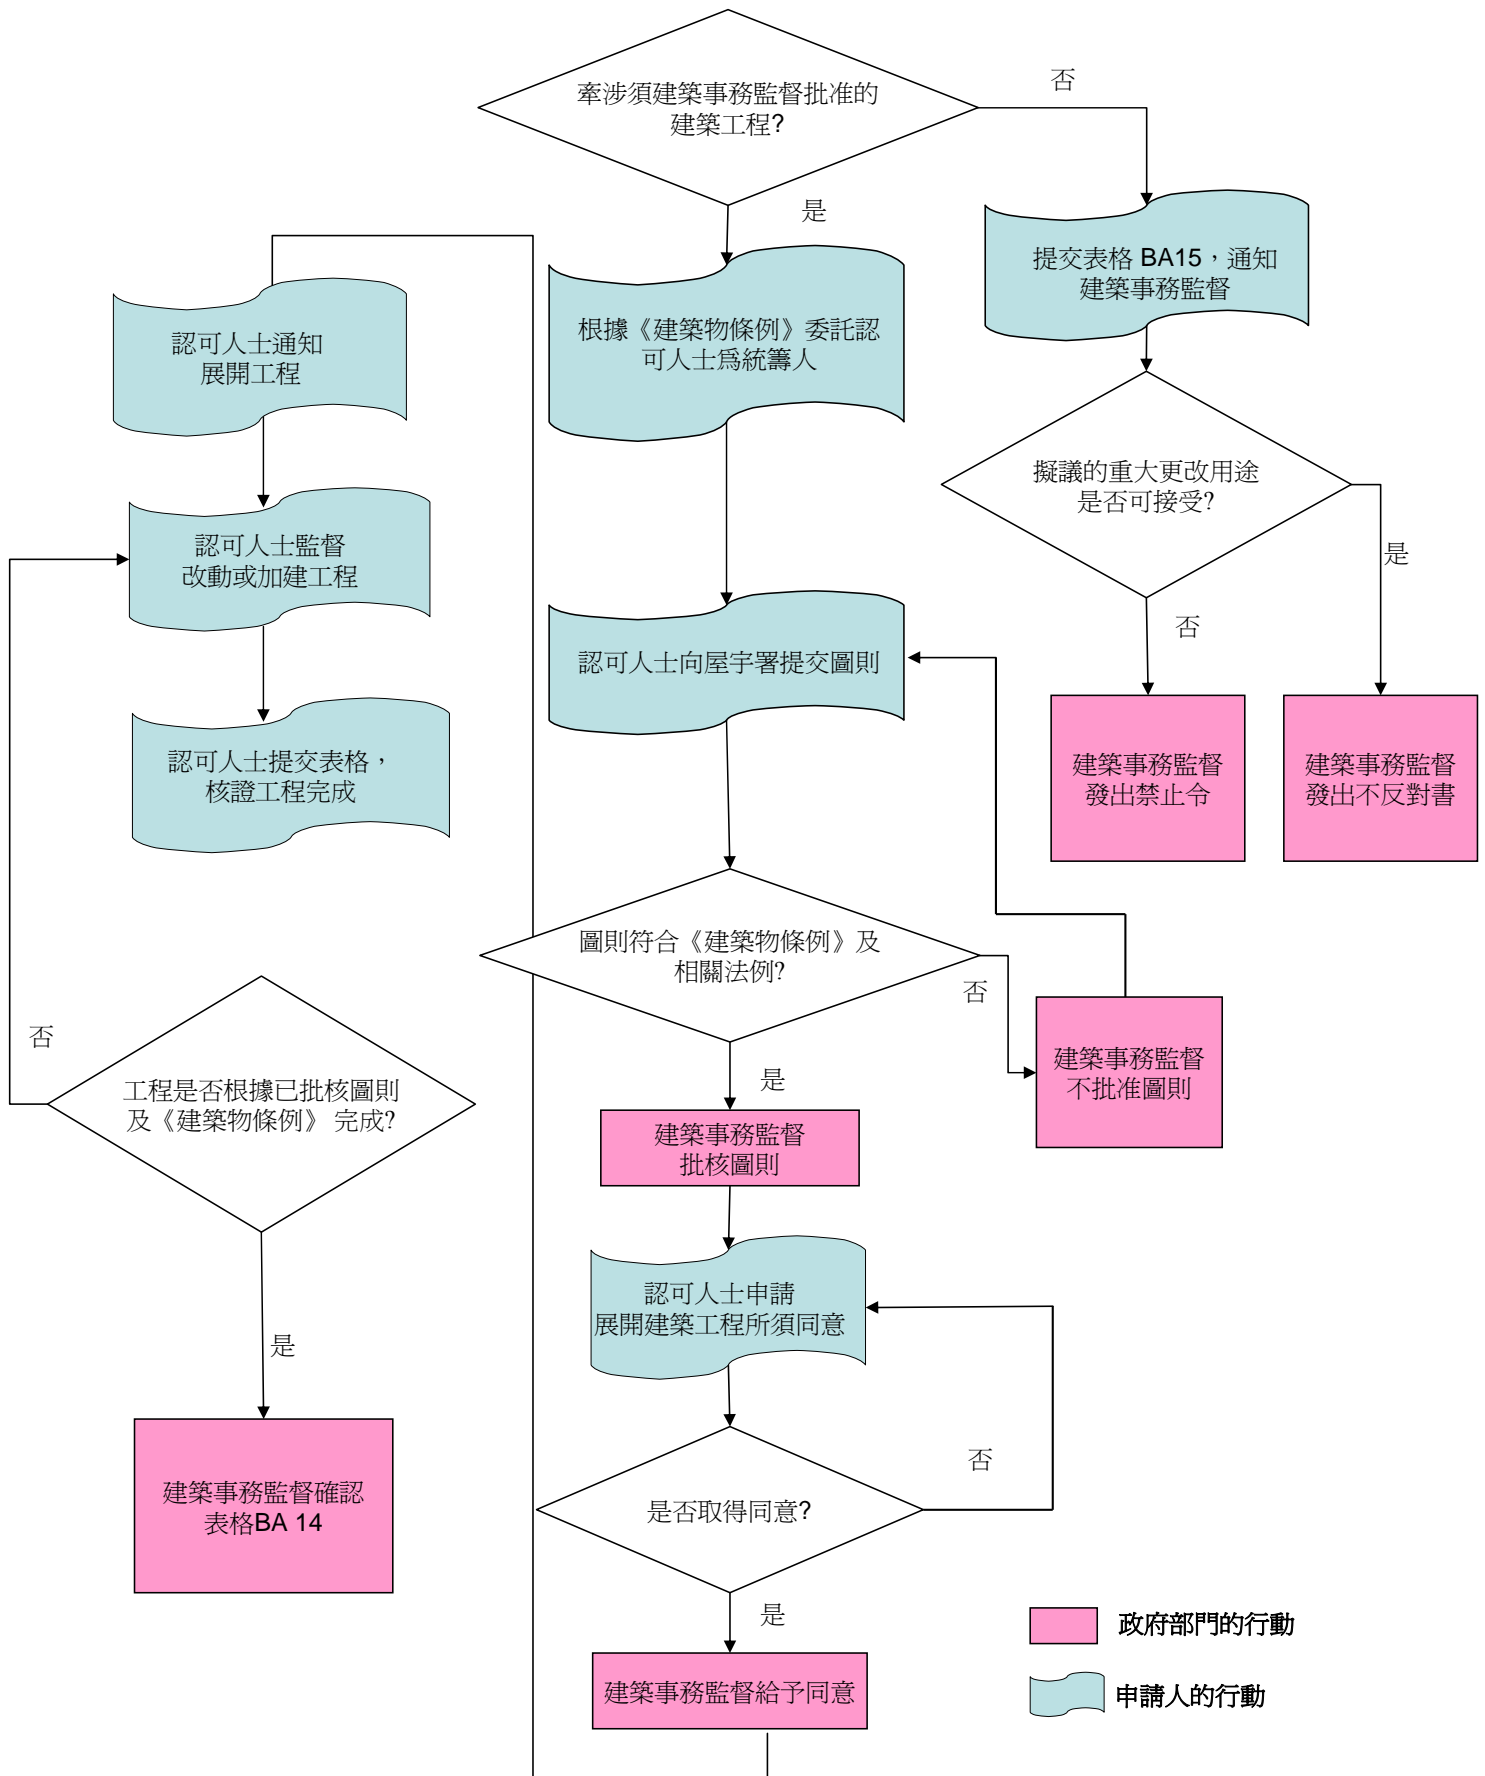 牽涉須建築事務監督批准的
建築工程?
否
是
提交表格 BA15，通知
建築事務監督
根據《建築物條例》委託認
可人士爲統籌人
認可人士通知
展開工程
擬議的重大更改用途
是否可接受?
是
否
認可人士監督
改動或加建工程
認可人士向屋宇署提交圖則
建築事務監督
發出禁止令
建築事務監督
發出不反對書
認可人士提交表格，
核證工程完成
圖則符合《建築物條例》及
相關法例?
否
是
建築事務監督
不批准圖則
否
工程是否根據已批核圖則
及《建築物條例》 完成?
建築事務監督
批核圖則
認可人士申請
展開建築工程所須同意
是
建築事務監督確認
表格BA 14
否
是否取得同意?
是
建築事務監督給予同意
政府部門的行動
申請人的行動